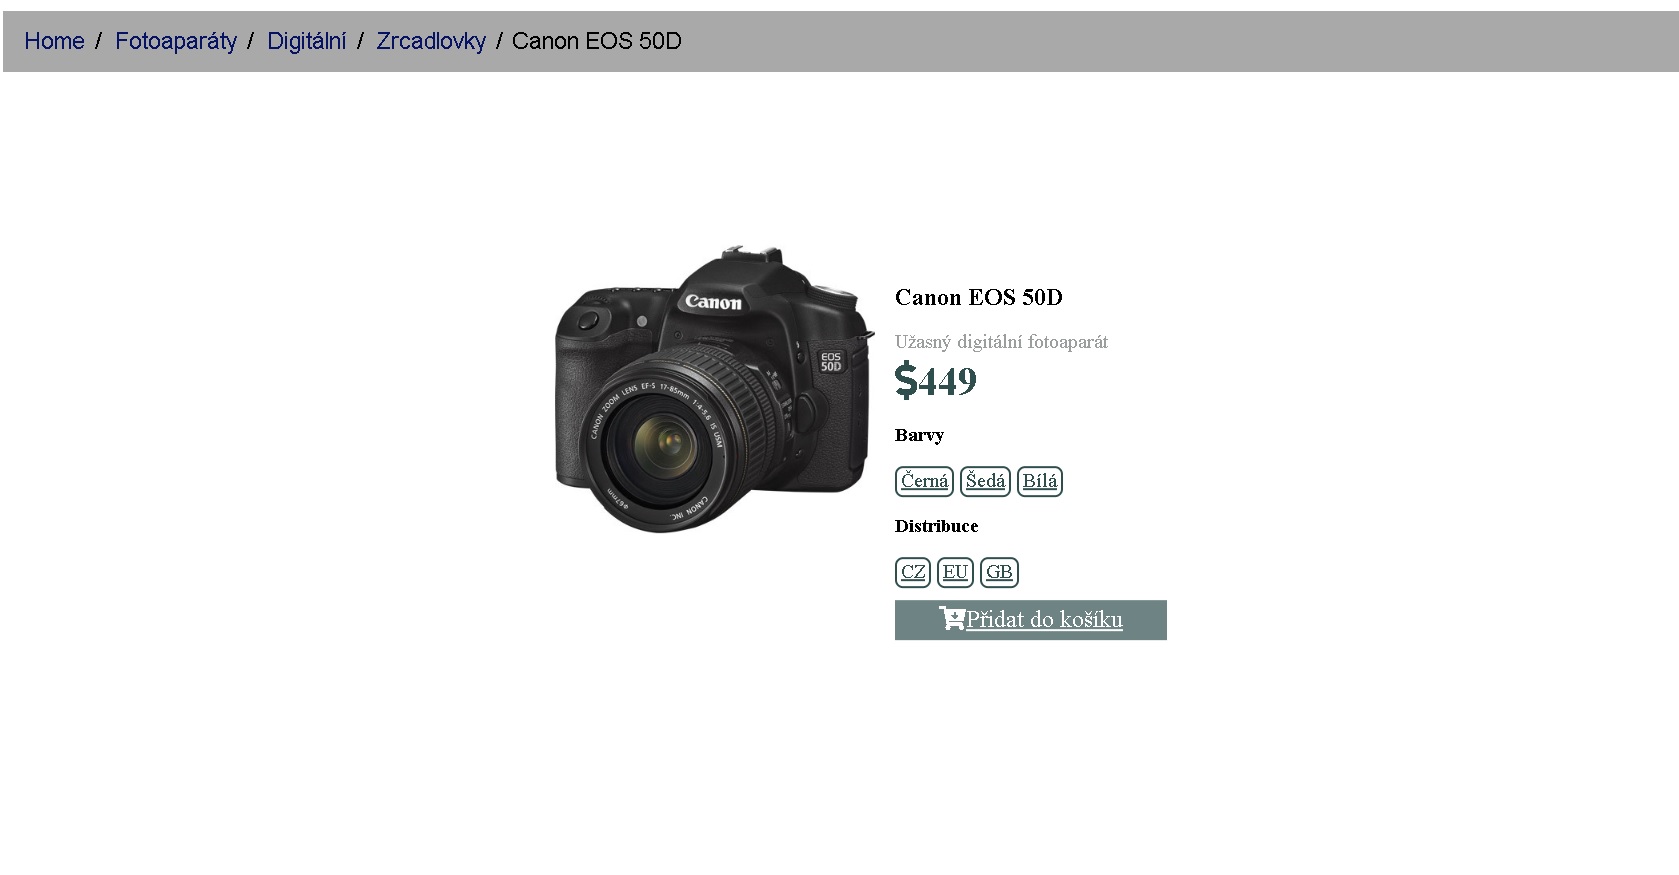 Home / Fotoaparáty / Digitální / Zrcadlovky / Canon EOS 50D
Canon
EOS
50D
CANON ZOOM LENS EF-S 17-85mm 1:4-5.6 IS USM
CANON INC.
Φ67mm
Canon EOS 50D
Užasný digitální fotoaparát
$449
Barvy
Černá Šedá Bílá
Distribuce
CZ EU GB
Přidat do košíku